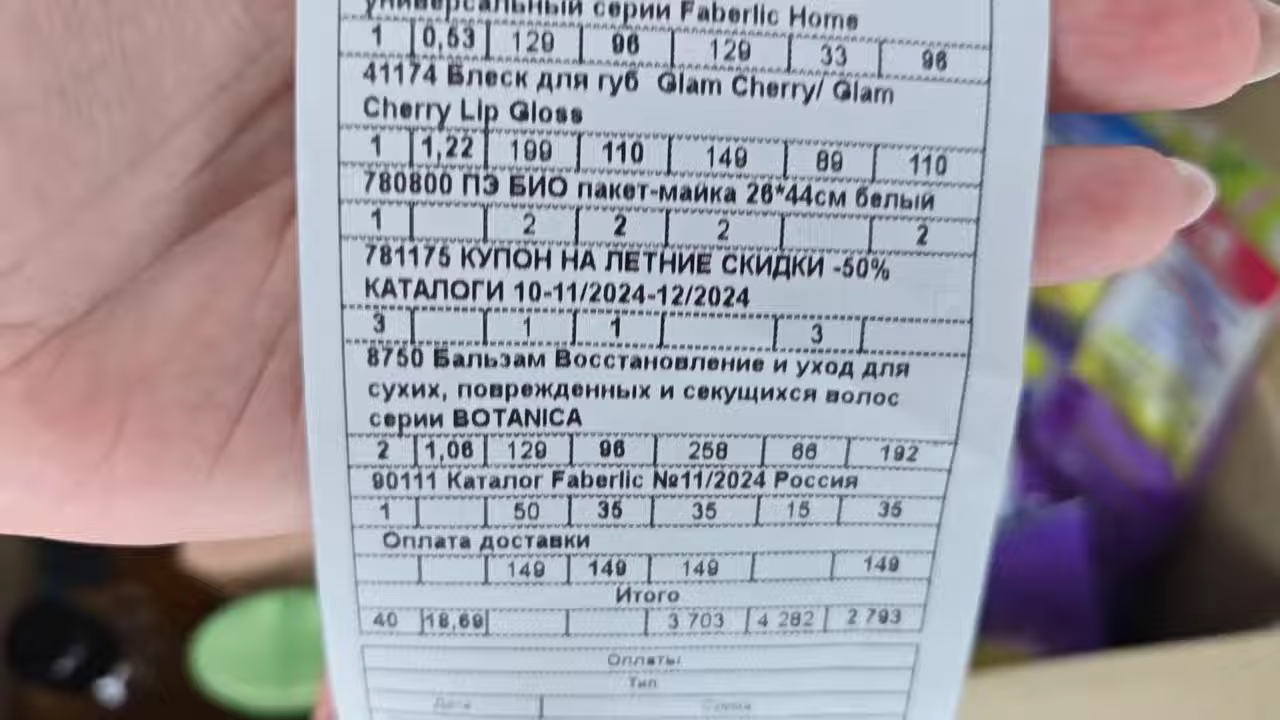 универсальный серии Faberlic Home
1 0,53 129 96 129 33 96
41174 Блеск для губ Glam Cherry/ Glam
Cherry Lip Gloss
1 1,22 199 110 149 89 110
780800 ПЭ БИО пакет-майка 26*44см белый
1 2 2 2 2
781175 КУПОН НА ЛЕТНИЕ СКИДКИ -50%
КАТАЛОГИ 10-11/2024-12/2024
3 1 1 3
8750 Бальзам Восстановление и уход для
сухих, поврежденных и секущихся волос
серии BOTANICA
2 1,06 129 96 258 66 192
90111 Каталог Faberlic №11/2024 Россия
1 50 35 35 15 35
Оплата доставки
149 149 149 149
Итого
40 18,69 3 703 4 282 2 793
Оплаты
Тип
Дата Сумма